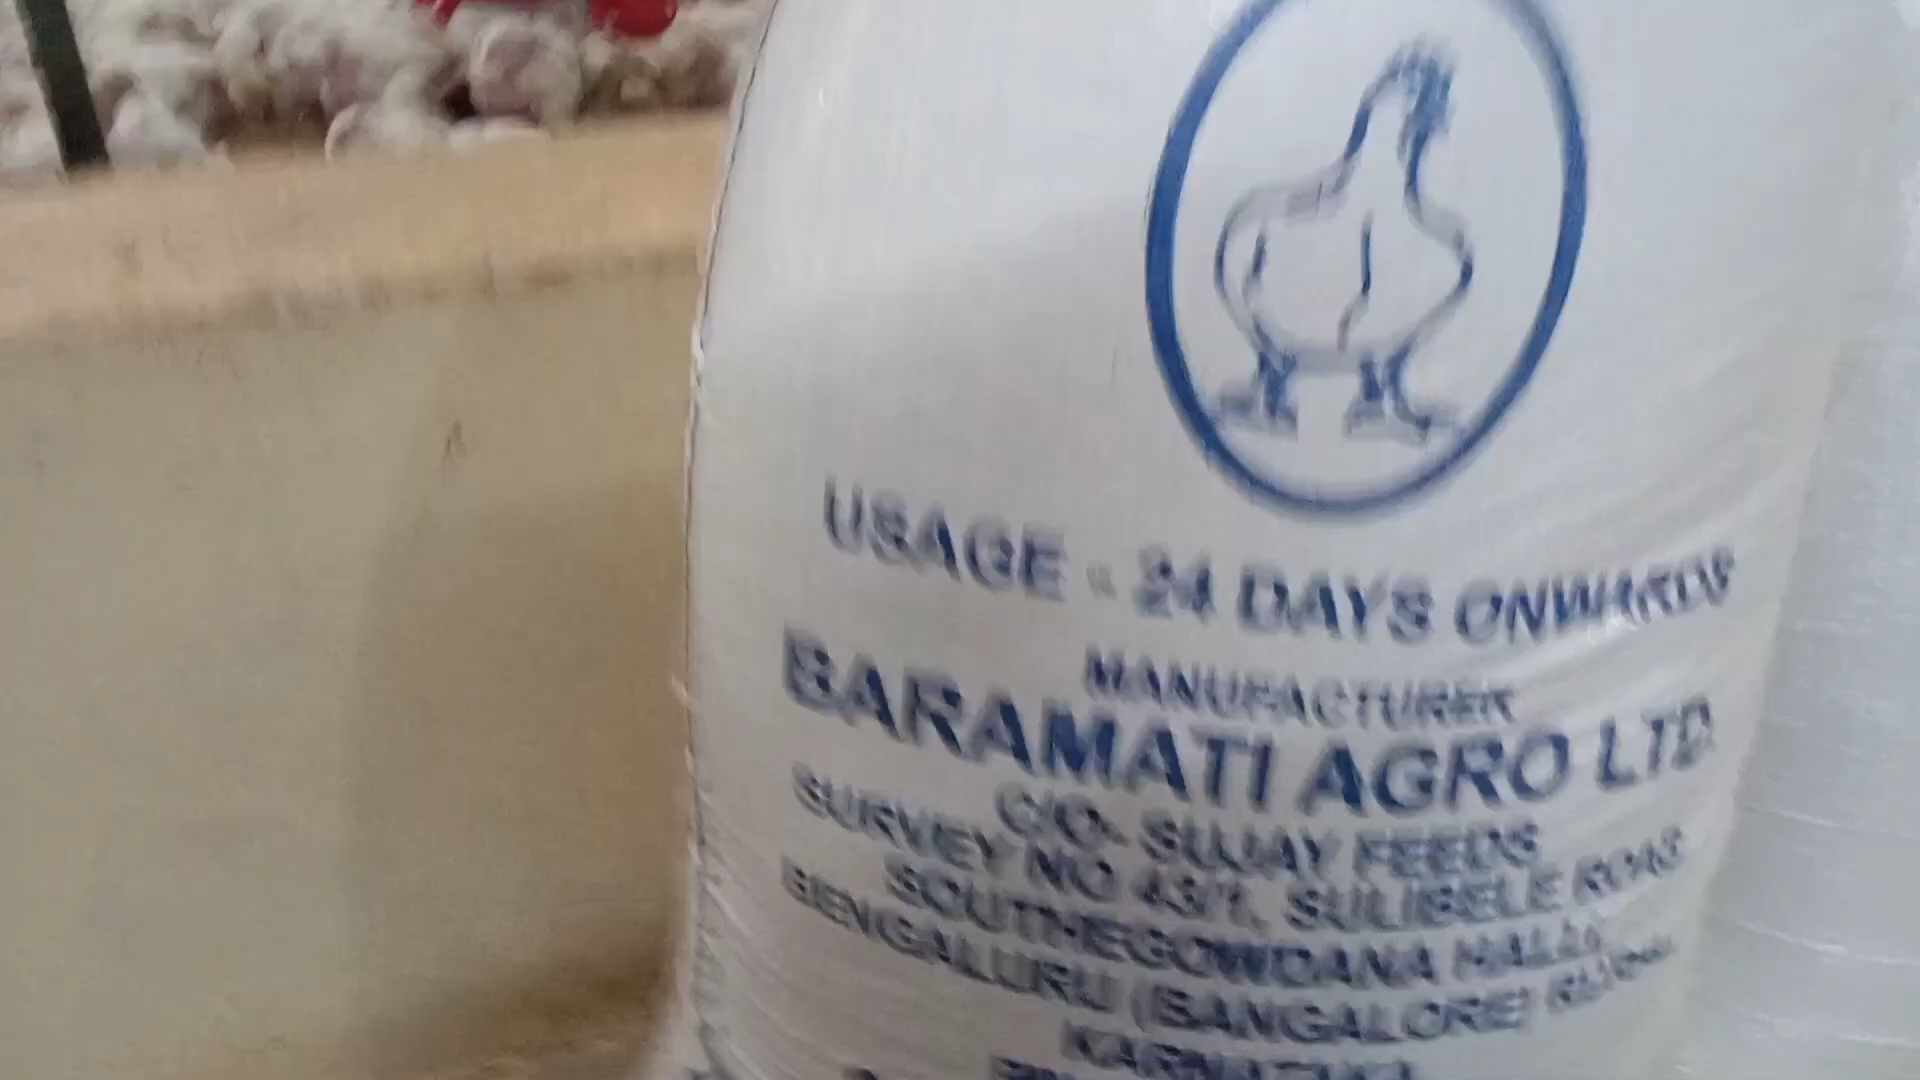 USAGE - 24 DAYS ONWARDS
MANUFACTURER
BARAMATI AGRO LTD.
C/O- SUJAY FEEDS
SURVEY NO 43/1, SULIBELE ROAD
SOUTHEGOWDANA HALLI
BENGALURU (BANGALORE)
KARNATAKA